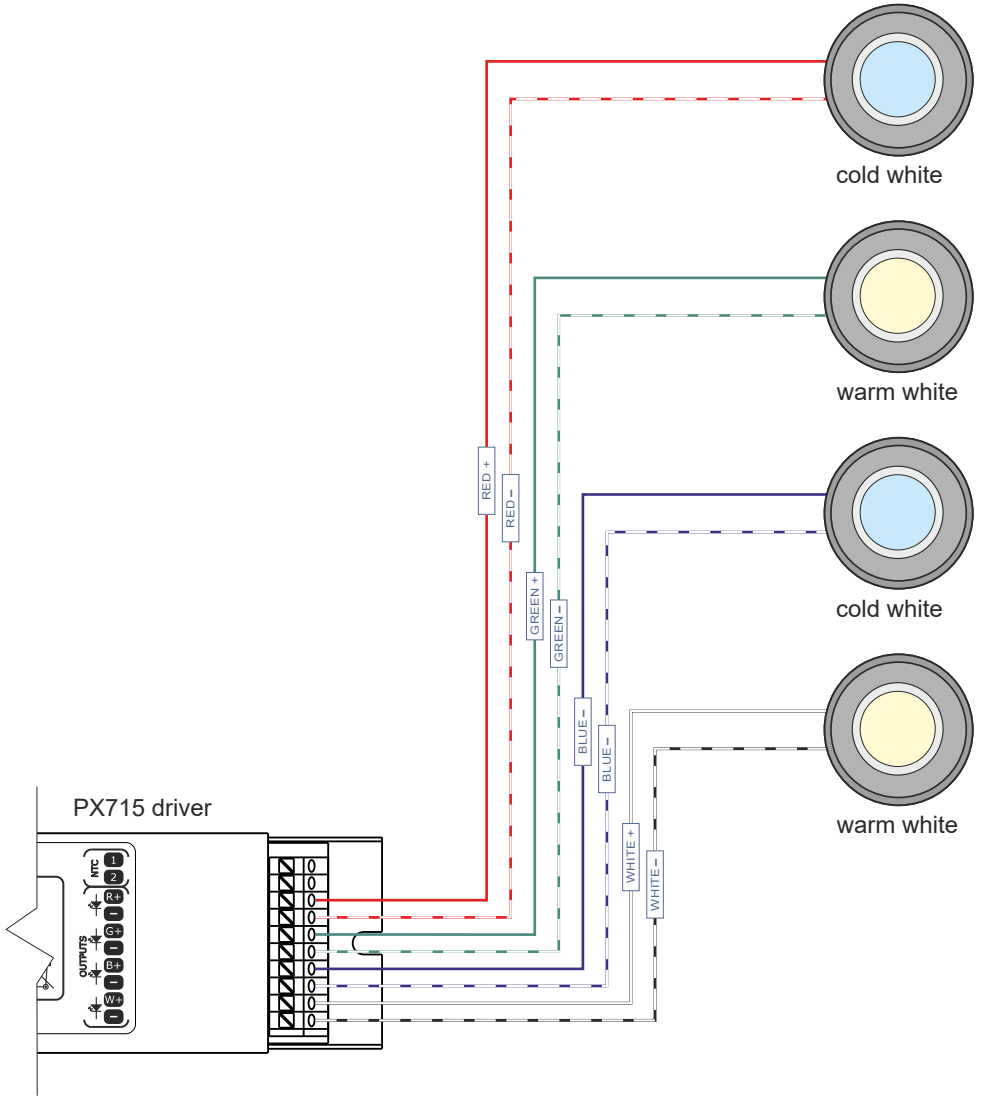 cold white
warm white
RED +
RED –
cold white
GREEN +
GREEN –
BLUE –
BLUE –
warm white
WHITE +
WHITE –
PX715 driver
NTC
1
2
OUTPUTS
R+
–
G+
–
B+
–
W+
–